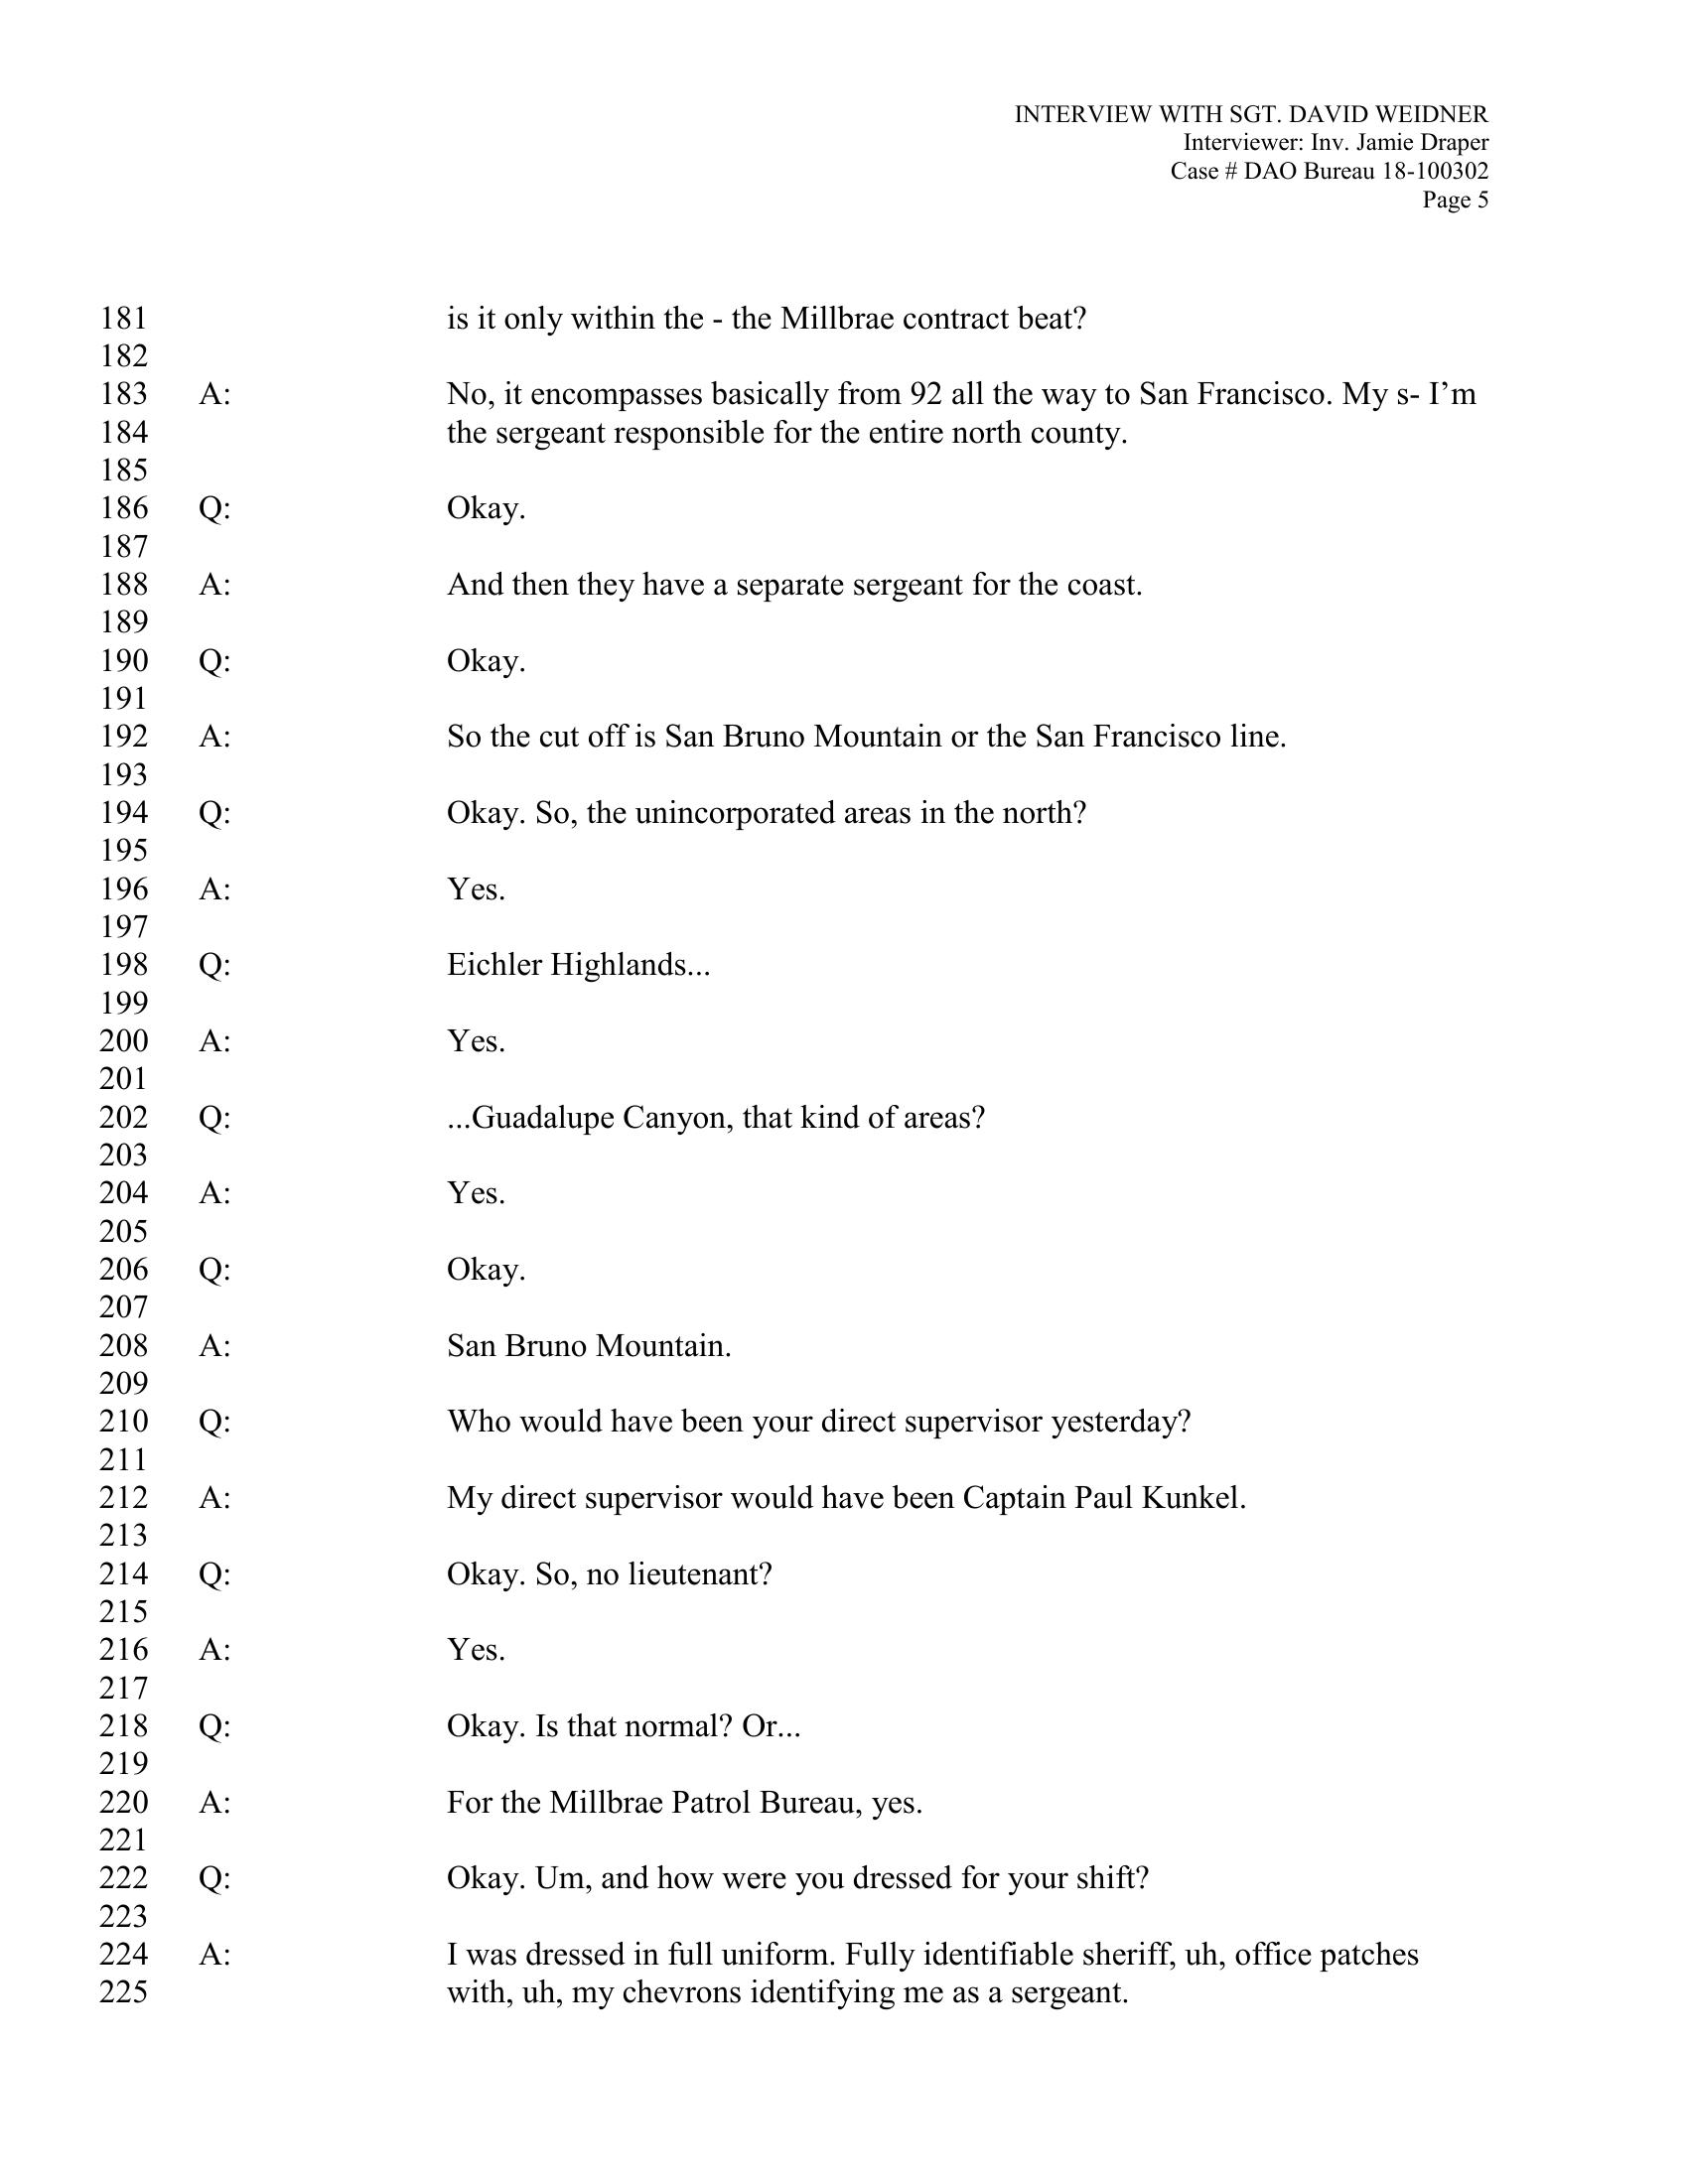 INTERVIEW WITH SGT. DAVID WEIDNER
Interviewer: Inv. Jamie Draper
Case # DAO Bureau 18-100302
Page 5
181 is it only within the - the Millbrae contract beat?
182
183 A: No, it encompasses basically from 92 all the way to San Francisco. My s- I’m
184 the sergeant responsible for the entire north county.
185
186 Q: Okay.
187
188 A: And then they have a separate sergeant for the coast.
189
190 Q: Okay.
191
192 A: So the cut off is San Bruno Mountain or the San Francisco line.
193
194 Q: Okay. So, the unincorporated areas in the north?
195
196 A: Yes.
197
198 Q: Eichler Highlands...
199
200 A: Yes.
201
202 Q: ...Guadalupe Canyon, that kind of areas?
203
204 A: Yes.
205
206 Q: Okay.
207
208 A: San Bruno Mountain.
209
210 Q: Who would have been your direct supervisor yesterday?
211
212 A: My direct supervisor would have been Captain Paul Kunkel.
213
214 Q: Okay. So, no lieutenant?
215
216 A: Yes.
217
218 Q: Okay. Is that normal? Or...
219
220 A: For the Millbrae Patrol Bureau, yes.
221
222 Q: Okay. Um, and how were you dressed for your shift?
223
224 A: I was dressed in full uniform. Fully identifiable sheriff, uh, office patches
225 with, uh, my chevrons identifying me as a sergeant.